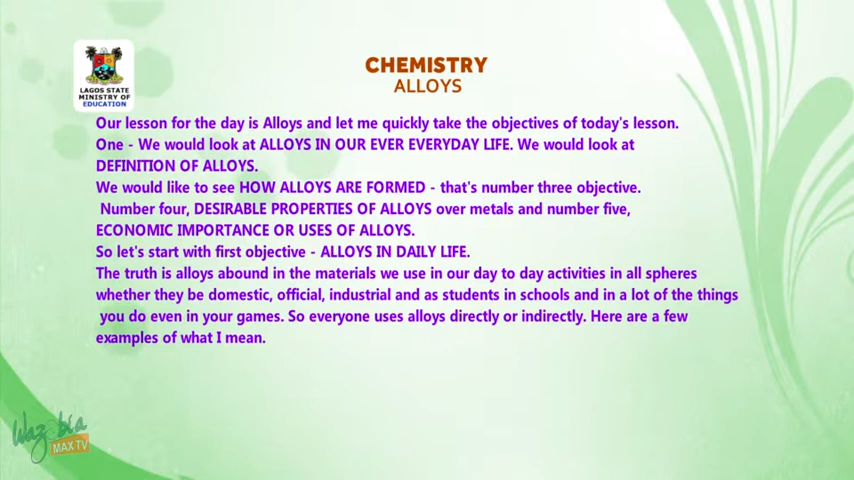 LAGOS STATE
MINISTRY OF
EDUCATION
CHEMISTRY
ALLOYS
Our lesson for the day is Alloys and let me quickly take the objectives of today's lesson.
One - We would look at ALLOYS IN OUR EVER EVERYDAY LIFE. We would look at
DEFINITION OF ALLOYS.
We would like to see HOW ALLOYS ARE FORMED - that's number three objective.
Number four, DESIRABLE PROPERTIES OF ALLOYS over metals and number five,
ECONOMIC IMPORTANCE OR USES OF ALLOYS.
So let's start with first objective - ALLOYS IN DAILY LIFE.
The truth is alloys abound in the materials we use in our day to day activities in all spheres
whether they be domestic, official, industrial and as students in schools and in a lot of the things
you do even in your games. So everyone uses alloys directly or indirectly. Here are a few
examples of what I mean.
Wazobia
MAX TV